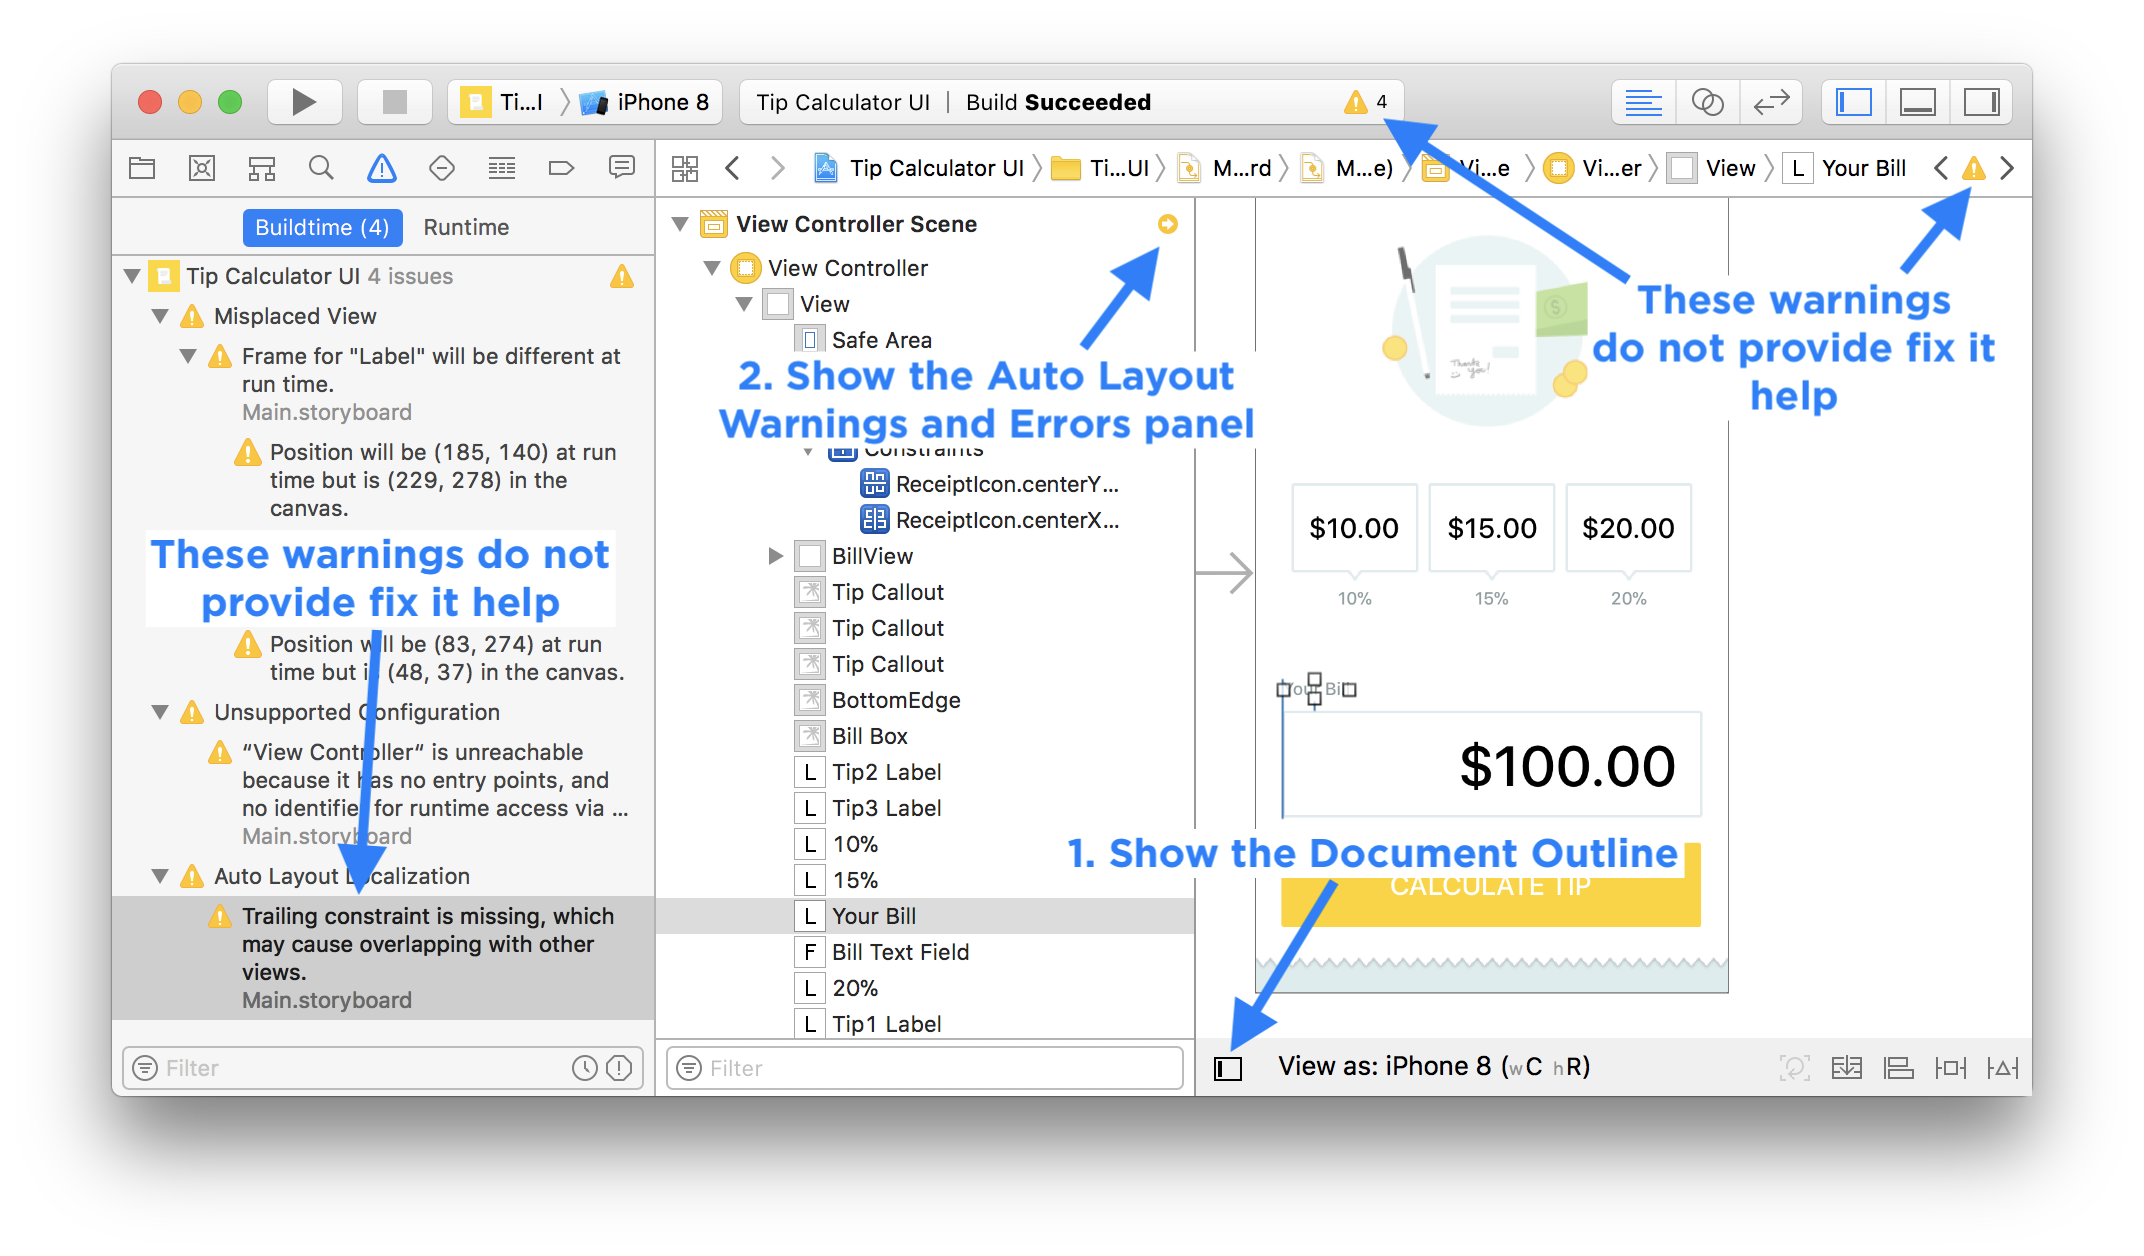 Ti...l
iPhone 8
Tip Calculator UI | Build Succeeded
4
Tip Calculator UI
Ti...UI
M...rd
M...e)
Vi...e
Vi...er
View
L Your Bill
Buildtime (4)
Runtime
Tip Calculator UI 4 issues
Misplaced View
Frame for "Label" will be different at
run time.
Main.storyboard
Position will be (185, 140) at run
time but is (229, 278) in the
canvas.
These warnings do not
provide fix it help
Position will be (83, 274) at run
time but is (48, 37) in the canvas.
Unsupported Configuration
“View Controller“ is unreachable
because it has no entry points, and
no identifier for runtime access via ...
Main.storyboard
Auto Layout Localization
Trailing constraint is missing, which
may cause overlapping with other
views.
Main.storyboard
Filter
View Controller Scene
View Controller
View
Safe Area
2. Show the Auto Layout
Warnings and Errors panel
Constraints
ReceiptIcon.centerY...
ReceiptIcon.centerX...
BillView
Tip Callout
Tip Callout
Tip Callout
BottomEdge
Bill Box
L Tip2 Label
L Tip3 Label
L 10%
L 15%
L Your Bill
F Bill Text Field
L 20%
L Tip1 Label
Filter
These warnings
do not provide fix it
help
$
Thanks
you!
$10.00
$15.00
$20.00
10%
15%
20%
Your Bill
$100.00
1. Show the Document Outline
CALCULATE TIP
View as: iPhone 8 (wC hR)